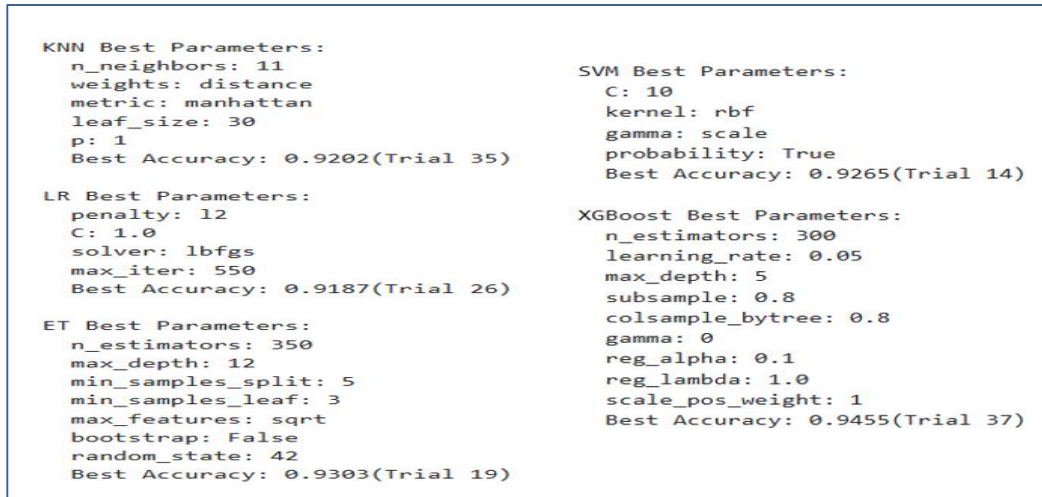 KNN Best Parameters:
n_neighbors: 11
weights: distance
metric: manhattan
leaf_size: 30
p: 1
Best Accuracy: 0.9202(Trial 35)
LR Best Parameters:
penalty: l2
C: 1.0
solver: lbfgs
max_iter: 550
Best Accuracy: 0.9187(Trial 26)
ET Best Parameters:
n_estimators: 350
max_depth: 12
min_samples_split: 5
min_samples_leaf: 3
max_features: sqrt
bootstrap: False
random_state: 42
Best Accuracy: 0.9303(Trial 19)
SVM Best Parameters:
C: 10
kernel: rbf
gamma: scale
probability: True
Best Accuracy: 0.9265(Trial 14)
XGBoost Best Parameters:
n_estimators: 300
learning_rate: 0.05
max_depth: 5
subsample: 0.8
colsample_bytree: 0.8
gamma: 0
reg_alpha: 0.1
reg_lambda: 1.0
scale_pos_weight: 1
Best Accuracy: 0.9455(Trial 37)